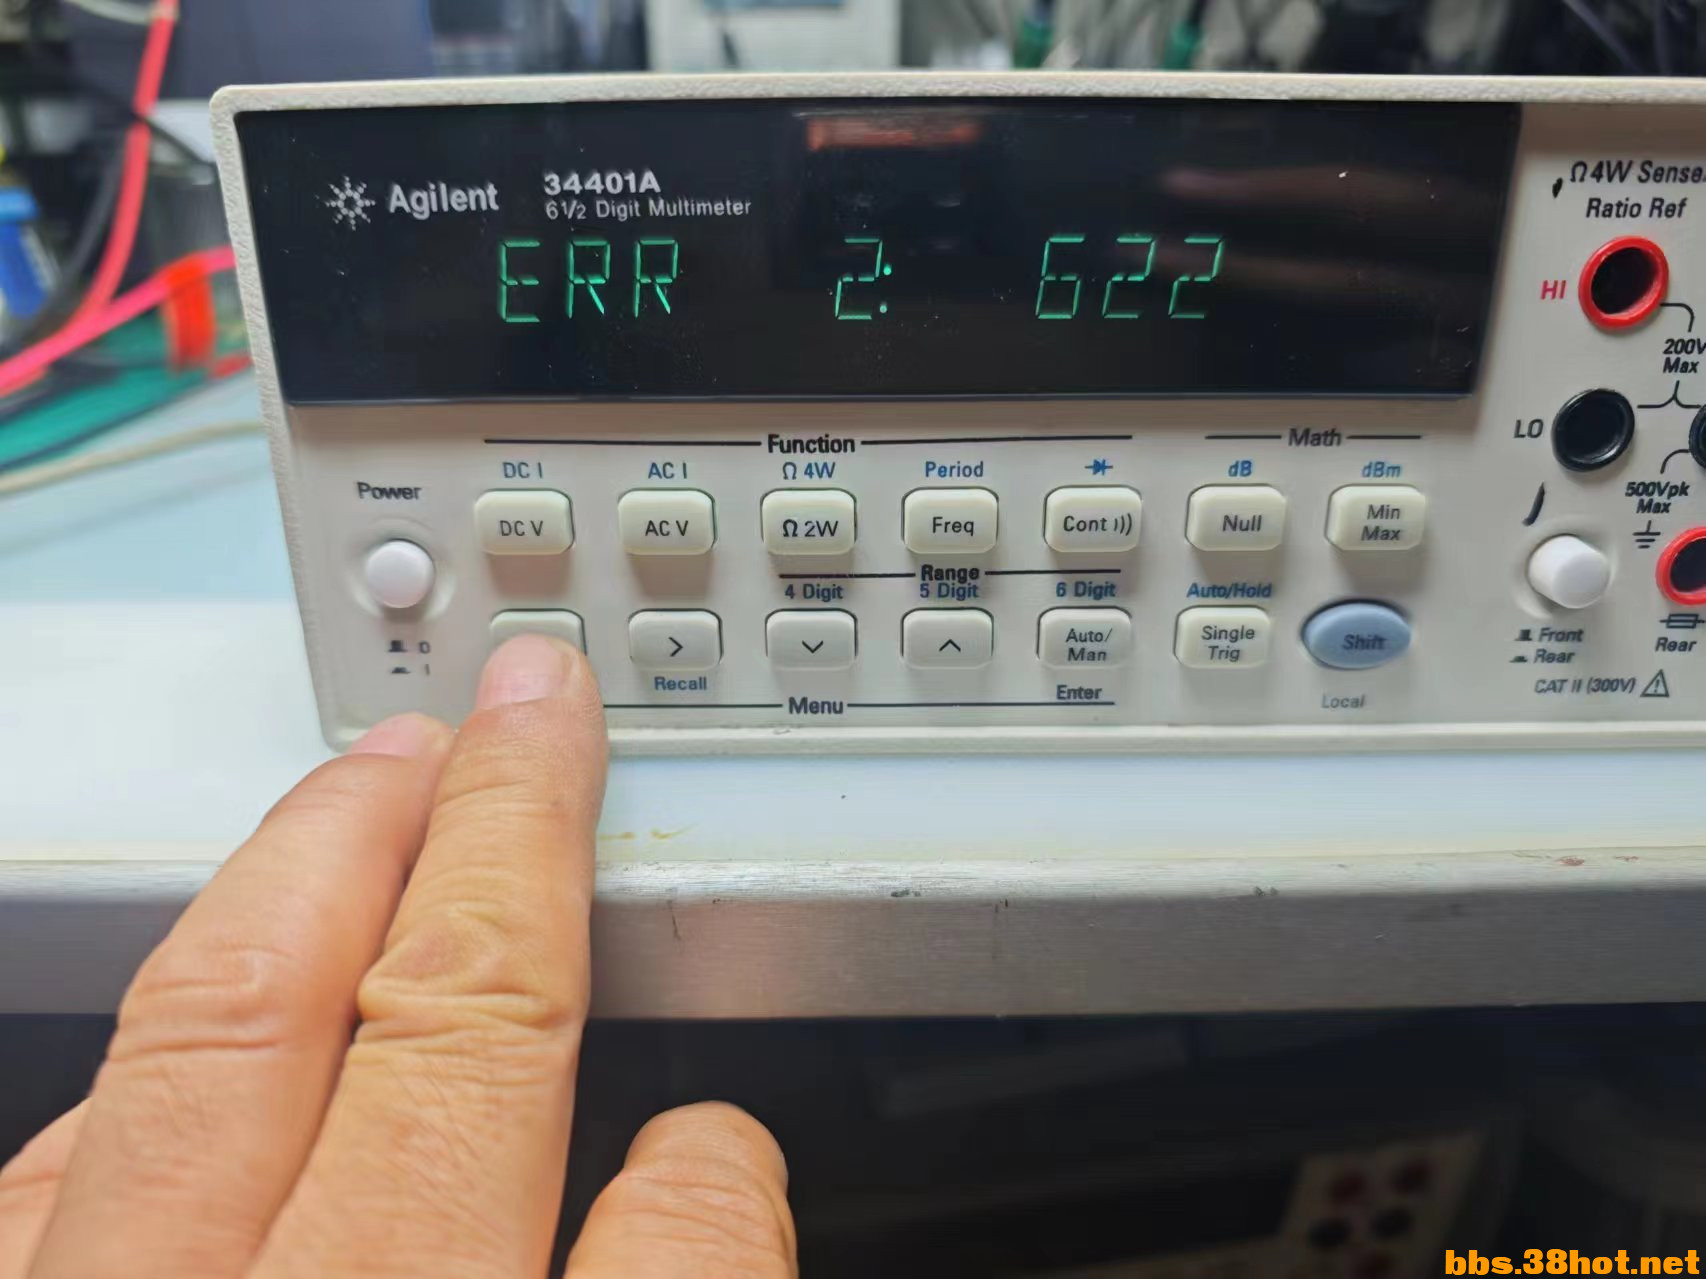 Agilent 34401A
6½ Digit Multimeter
ERR 2: 622
Ω 4W Sense/
Ratio Ref
HI
200V
Max
LO
500Vpk
Max
Function
Math
DC I AC I Ω 4W Period dB dBm
Power
DC V AC V Ω 2W Freq Cont ))) Null Min
Max
Range
4 Digit 5 Digit 6 Digit Auto/Hold
> ∨ ∧ Auto/
Man
Single
Trig
Shift
Recall
Menu
Enter
Local
Front
Rear
Rear
CAT II (300V)
bbs.38hot.net